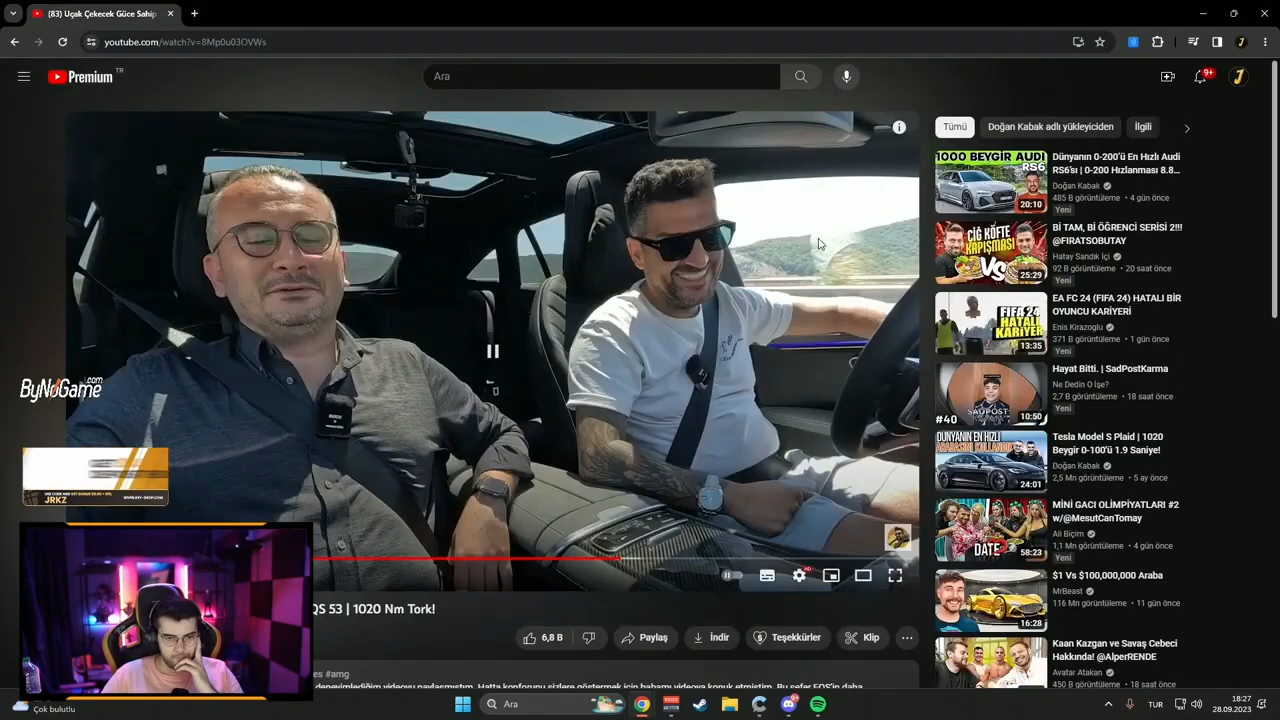 (83) Uçak Çekecek Güce Sahip
youtube.com/watch?v=8Mp0u03OVWs
Premium TR
Ara
9+
Tümü
Doğan Kabak adlı yükleyiciden
İlgili
1000 BEYGİR AUDI
RS6
20:10
Dünyanın 0-200'ü En Hızlı Audi
RS6'sı | 0-200 Hızlanması 8.8...
Doğan Kabak
485 B görüntüleme • 4 gün önce
Yeni
ÇİĞ KÖFTE
KAPIŞMASI
VS
25:29
Bİ TAM, Bİ ÖĞRENCİ SERİSİ 2!!!
@FIRATSOBUTAY
Hatay Sandık İçi
92 B görüntüleme • 20 saat önce
Yeni
FIFA 24
HATALI
KARİYER
13:35
EA FC 24 (FIFA 24) HATALI BİR
OYUNCU KARİYERİ
Enis Kirazoglu
371 B görüntüleme • 1 gün önce
Yeni
#40
SADPOST
10:50
Hayat Bitti. | SadPostKarma
Ne Dedin O İşe?
2,7 B görüntüleme • 18 saat önce
Yeni
DÜNYANIN EN HIZLI
ARABASINI KULLANDIK
24:01
Tesla Model S Plaid | 1020
Beygir 0-100'ü 1.9 Saniye!
Doğan Kabak
2,5 Mn görüntüleme • 5 ay önce
DATE
58:23
MİNİ GACI OLİMPİYATLARI #2
w/@MesutCanTomay
Ali Biçim
1,1 Mn görüntüleme • 4 gün önce
Yeni
16:28
$1 Vs $100,000,000 Araba
MrBeast
116 Mn görüntüleme • 11 gün önce
Kaan Kazgan ve Savaş Cebeci
Hakkında! @AlperRENDE
Avatar Atakan
450 B görüntüleme • 18 saat önce
ByNoGame.com
JRKZ
QS 53 | 1020 Nm Tork!
6,8 B
Paylaş
İndir
Teşekkürler
Klip
es #amg
Çok bulutlu
Ara
TUR
18:27
28.09.2023